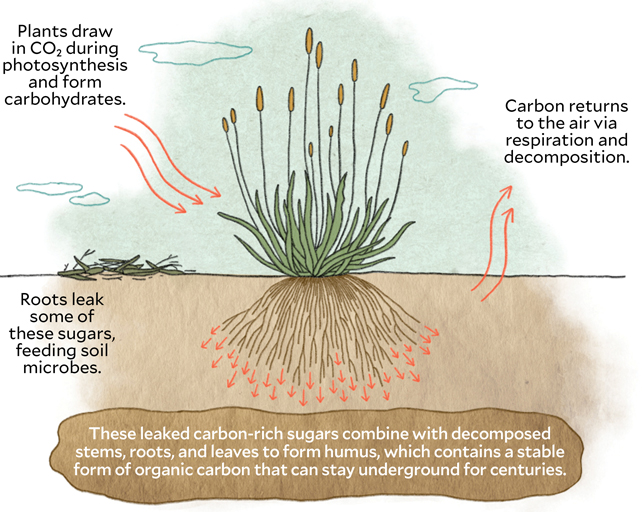 Plants draw
in CO₂ during
photosynthesis
and form
carbohydrates.
Carbon returns
to the air via
respiration and
decomposition.
Roots leak
some of
these sugars,
feeding soil
microbes.
These leaked carbon-rich sugars combine with decomposed
stems, roots, and leaves to form humus, which contains a stable
form of organic carbon that can stay underground for centuries.